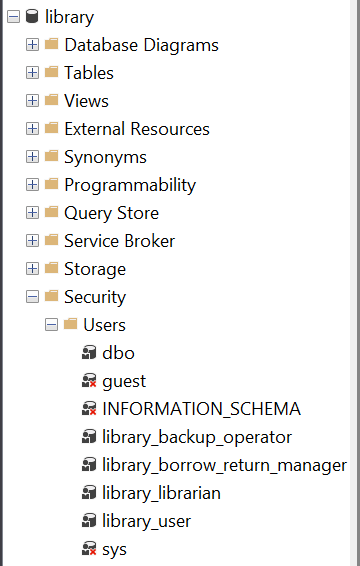 library
Database Diagrams
Tables
Views
External Resources
Synonyms
Programmability
Query Store
Service Broker
Storage
Security
Users
dbo
guest
INFORMATION_SCHEMA
library_backup_operator
library_borrow_return_manager
library_librarian
library_user
sys